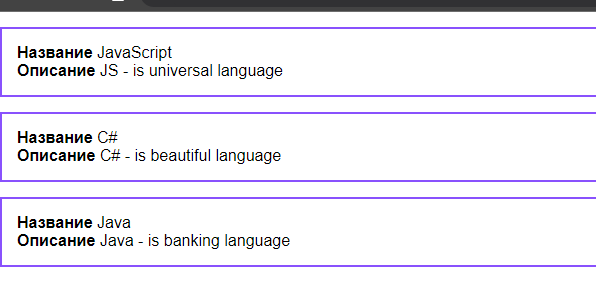 Название JavaScript
Описание JS - is universal language
Название C#
Описание C# - is beautiful language
Название Java
Описание Java - is banking language